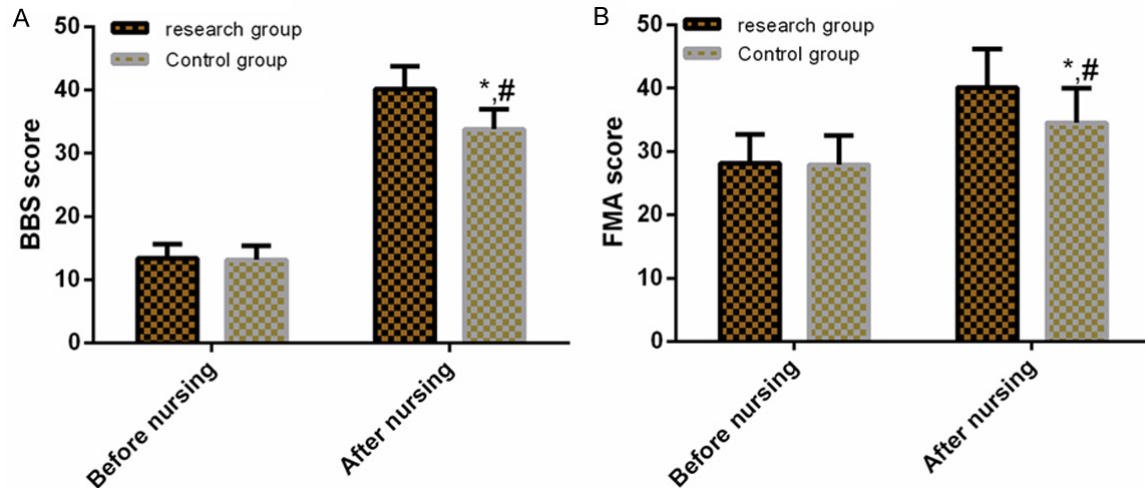 A
BBS score
50
40
30
20
10
0
research group
Control group
*,#
Before nursing
After nursing
B
FMA score
50
40
30
20
10
0
research group
Control group
*,#
Before nursing
After nursing